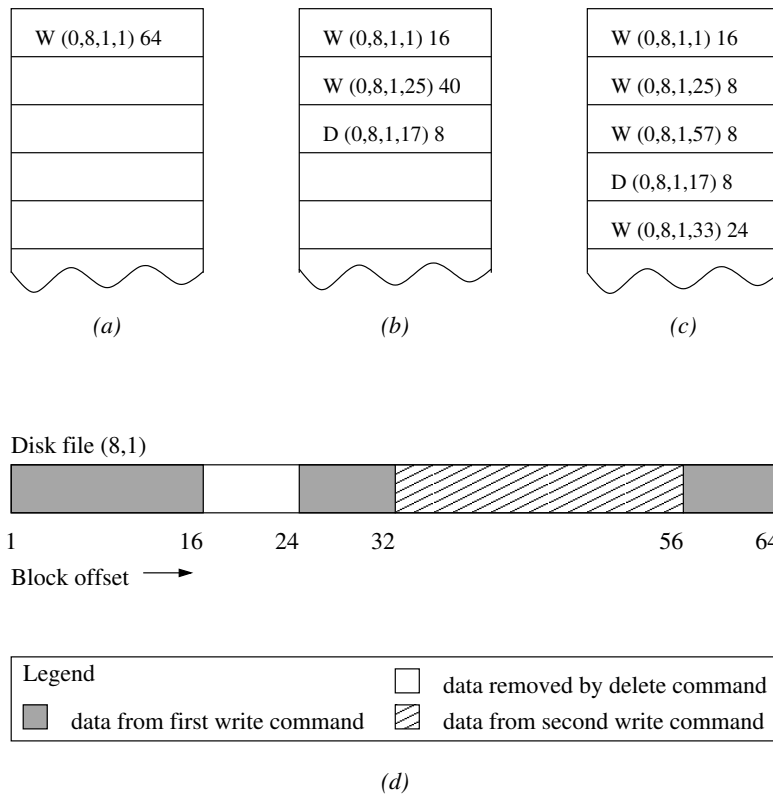 W (0,8,1,1) 64
(a)
W (0,8,1,1) 16
W (0,8,1,25) 40
D (0,8,1,17) 8
(b)
W (0,8,1,1) 16
W (0,8,1,25) 8
W (0,8,1,57) 8
D (0,8,1,17) 8
W (0,8,1,33) 24
(c)
Disk file (8,1)
1 16 24 32 56 64
Block offset
Legend
data removed by delete command
data from first write command
data from second write command
(d)